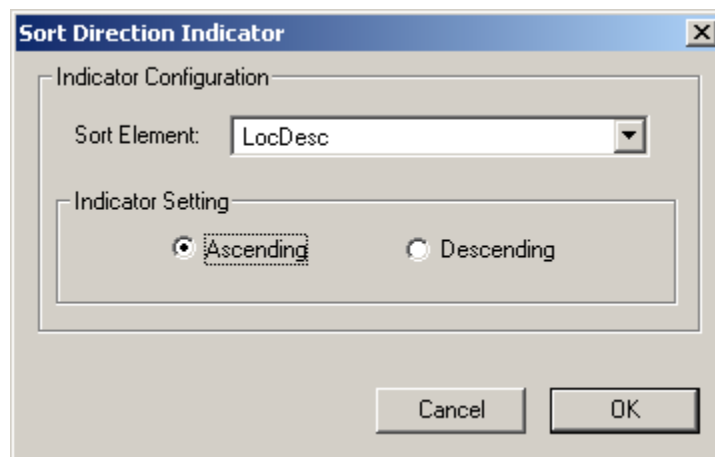 Sort Direction Indicator
Indicator Configuration
Sort Element: LocDesc
Indicator Setting
Ascending Descending
Cancel OK